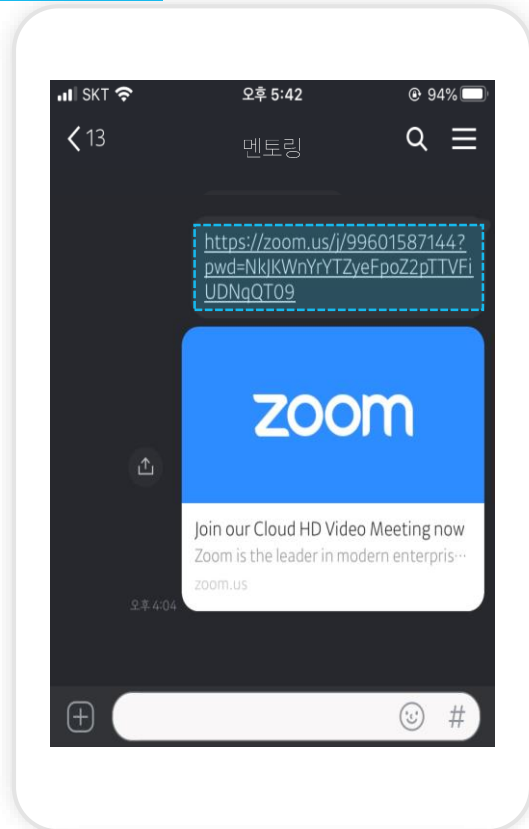 SKT 오후 5:42 94%
13 멘토링
https://zoom.us/j/99601587144?
pwd=NkJKWnYrYTZyeFpoZ2pTTVFi
UDNqQT09
zoom
Join our Cloud HD Video Meeting now
Zoom is the leader in modern enterpris…
zoom.us
오후 4:04
#